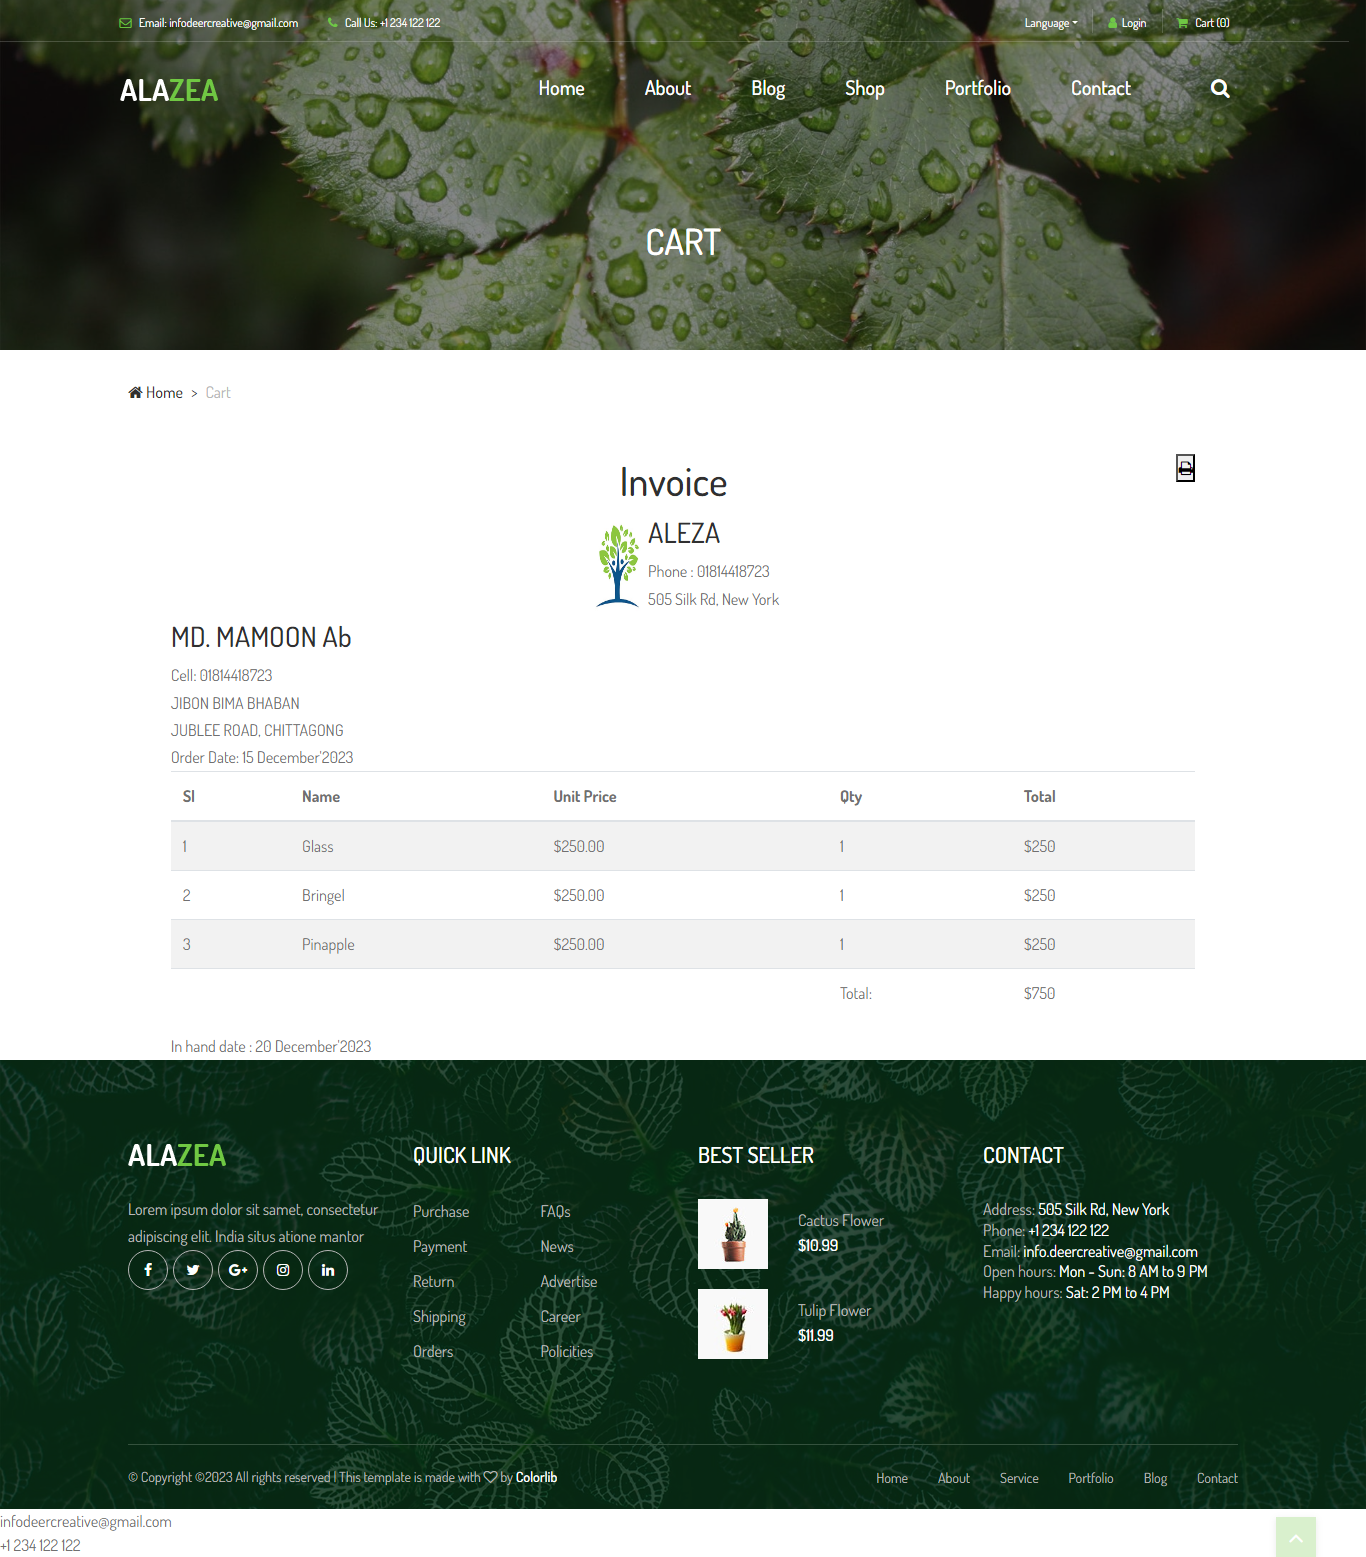 Email: infodeercreative@gmail.com Call Us: +1 234 122 122 Language Login Cart (0)
ALAZEA Home About Blog Shop Portfolio Contact
CART
Home > Cart
Invoice
ALEZA
Phone : 01814418723
505 Silk Rd, New York
MD. MAMOON Ab
Cell: 01814418723
JIBON BIMA BHABAN
JUBLEE ROAD, CHITTAGONG
Order Date: 15 December'2023
Sl Name Unit Price Qty Total
1 Glass $250.00 1 $250
2 Bringel $250.00 1 $250
3 Pinapple $250.00 1 $250
Total: $750
In hand date : 20 December'2023
ALAZEA
Lorem ipsum dolor sit samet, consectetur
adipiscing elit. India situs atione mantor
QUICK LINK
Purchase FAQs
Payment News
Return Advertise
Shipping Career
Orders Policities
BEST SELLER
Cactus Flower
$10.99
Tulip Flower
$11.99
CONTACT
Address: 505 Silk Rd, New York
Phone: +1 234 122 122
Email: info.deercreative@gmail.com
Open hours: Mon - Sun: 8 AM to 9 PM
Happy hours: Sat: 2 PM to 4 PM
© Copyright ©2023 All rights reserved | This template is made with by Colorlib Home About Service Portfolio Blog Contact
infodeercreative@gmail.com
+1 234 122 122